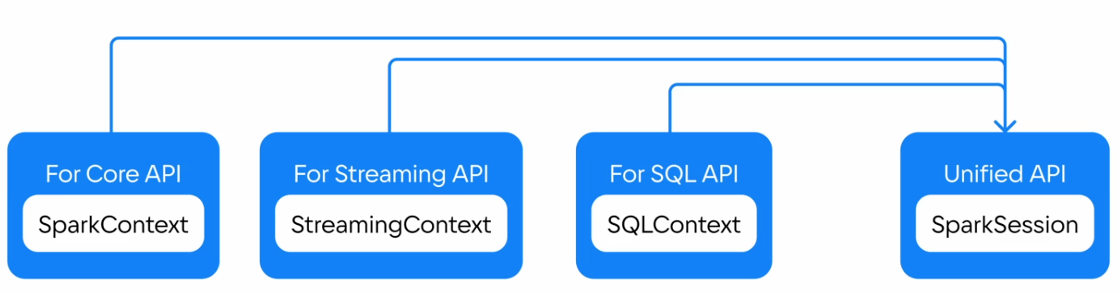 For Core API
SparkContext
For Streaming API
StreamingContext
For SQL API
SQLContext
Unified API
SparkSession